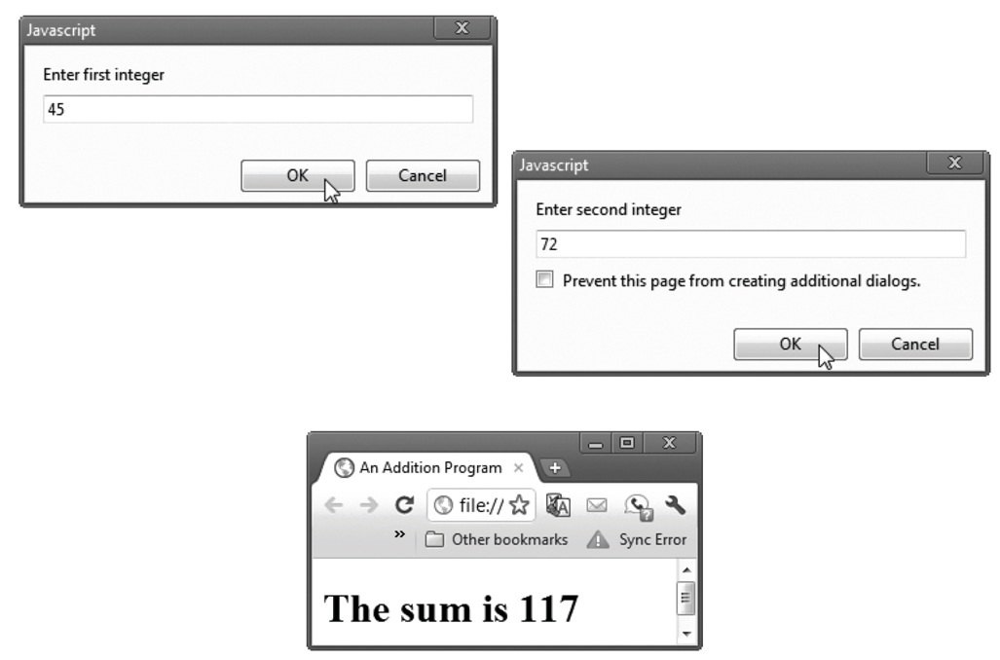 Javascript
X
Enter first integer
45
OK
Cancel
Javascript
X
Enter second integer
72
Prevent this page from creating additional dialogs.
OK
Cancel
X
An Addition Program ×
+
file://
A
?
» Other bookmarks Sync Error
The sum is 117